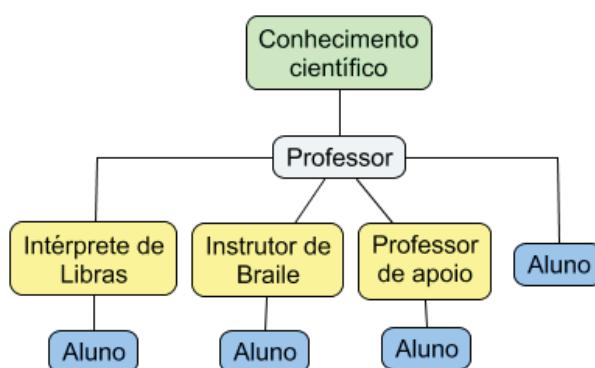 Conhecimento
científico
Professor
Intérprete de
Libras
Instrutor de
Braile
Professor
de apoio
Aluno
Aluno
Aluno
Aluno